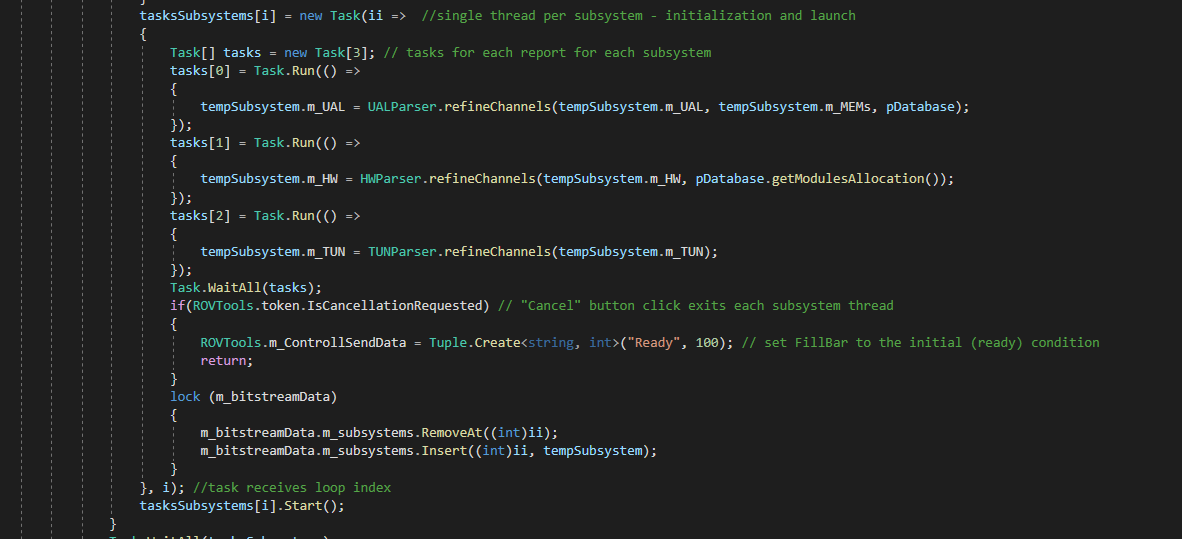 }
tasksSubsystems[i] = new Task(ii =>  //single thread per subsystem - initialization and launch
{
Task[] tasks = new Task[3]; // tasks for each report for each subsystem
tasks[0] = Task.Run(() =>
{
tempSubsystem.m_UAL = UALParser.refineChannels(tempSubsystem.m_UAL, tempSubsystem.m_MEMs, pDatabase);
});
tasks[1] = Task.Run(() =>
{
tempSubsystem.m_HW = HWParser.refineChannels(tempSubsystem.m_HW, pDatabase.getModulesAllocation());
});
tasks[2] = Task.Run(() =>
{
tempSubsystem.m_TUN = TUNParser.refineChannels(tempSubsystem.m_TUN);
});
Task.WaitAll(tasks);
if(ROVTools.token.IsCancellationRequested) // "Cancel" button click exits each subsystem thread
{
ROVTools.m_ControllSendData = Tuple.Create<string, int>("Ready", 100); // set FillBar to the initial (ready) condition
return;
}
lock (m_bitstreamData)
{
m_bitstreamData.m_subsystems.RemoveAt((int)ii);
m_bitstreamData.m_subsystems.Insert((int)ii, tempSubsystem);
}
}, i); //task receives loop index
tasksSubsystems[i].Start();
}